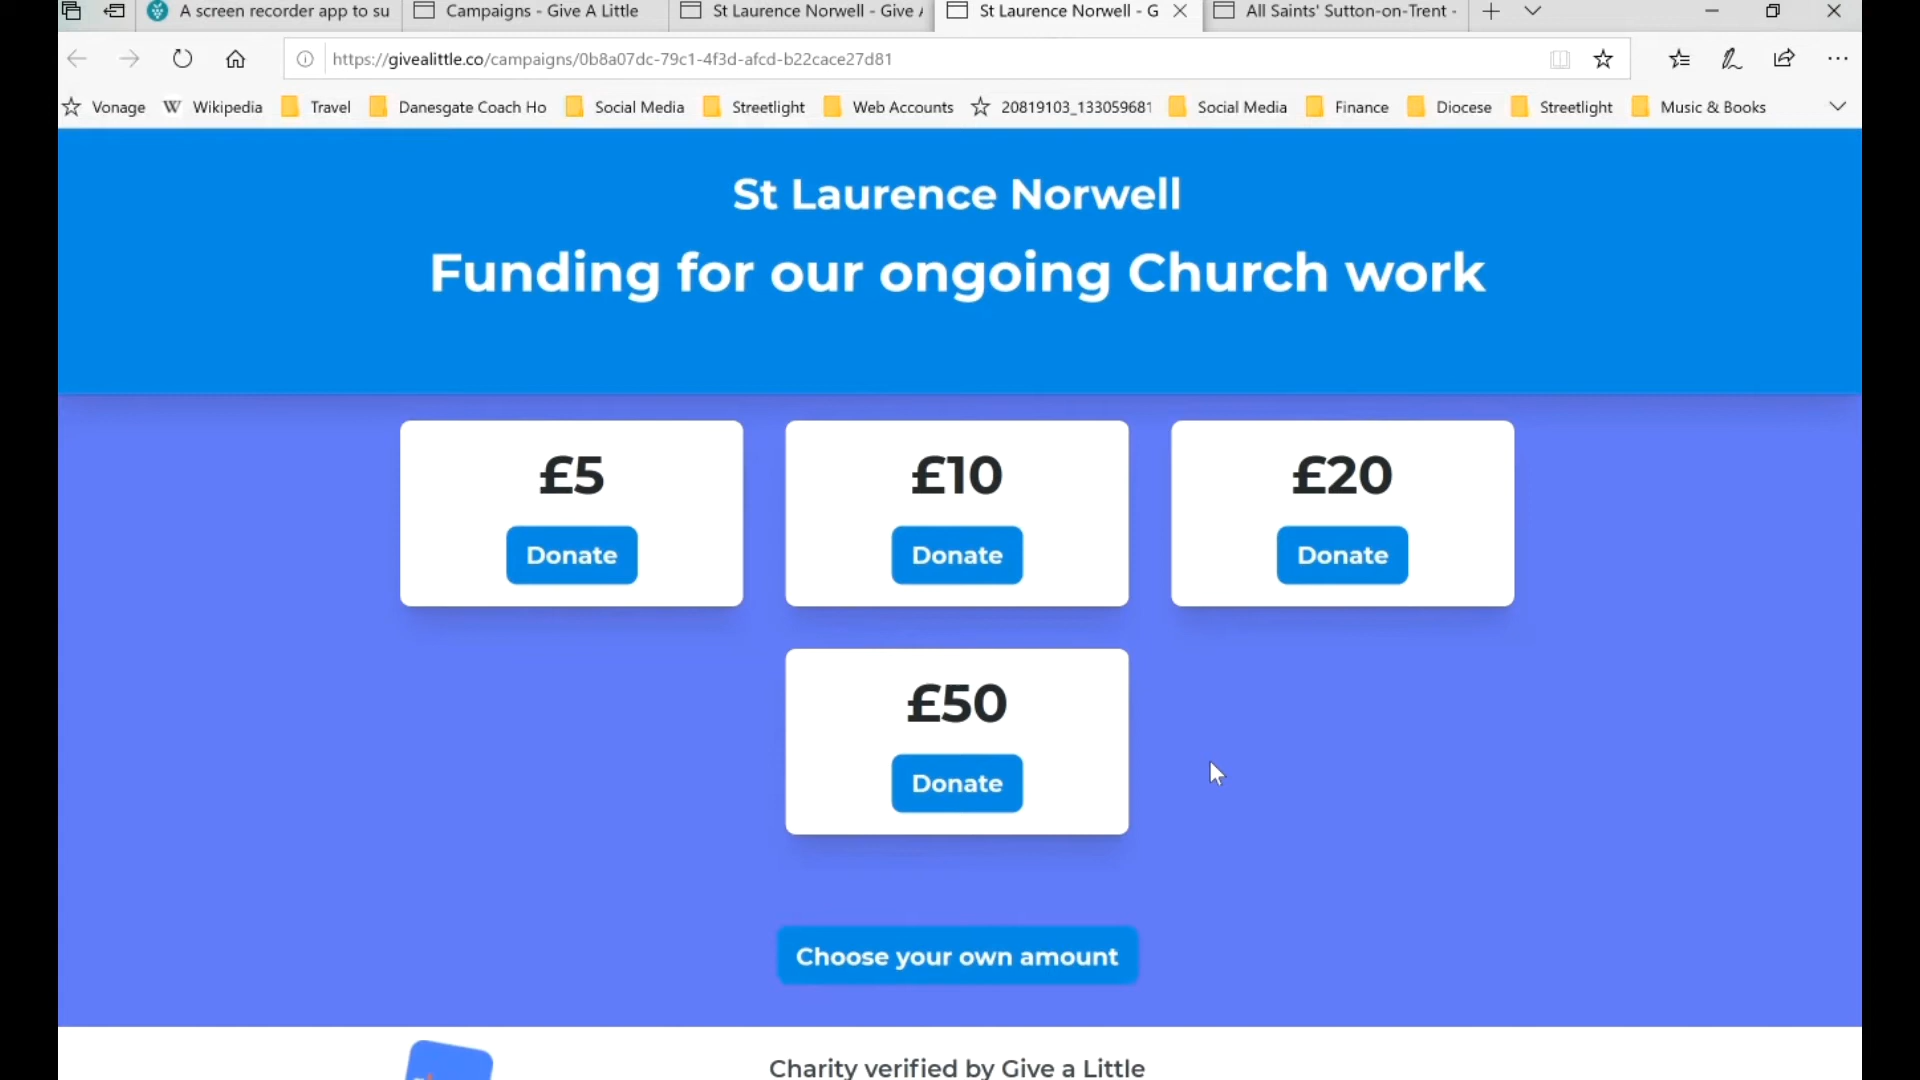 A screen recorder app to su
Campaigns - Give A Little
St Laurence Norwell - Give A
St Laurence Norwell - G
All Saints' Sutton-on-Trent -
https://givealittle.co/campaigns/0b8a07dc-79c1-4f3d-afcd-b22cace27d81
Vonage
W Wikipedia
Travel
Danesgate Coach Ho
Social Media
Streetlight
Web Accounts
20819103_133059681
Social Media
Finance
Diocese
Streetlight
Music & Books
St Laurence Norwell
Funding for our ongoing Church work
£5
£10
£20
Donate
Donate
Donate
£50
Donate
Choose your own amount
Charity verified by Give a Little